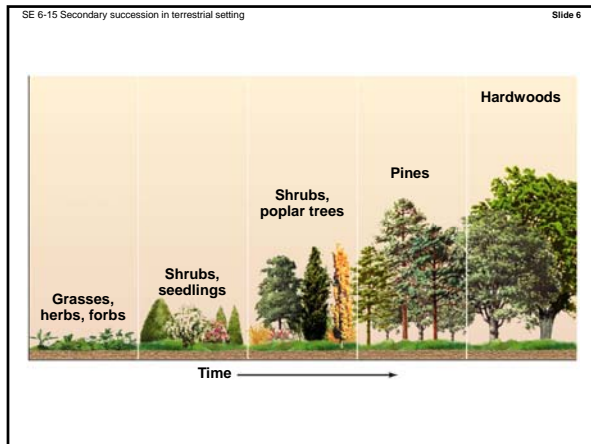 SE 6-15 Secondary succession in terrestrial setting
Slide 6
Hardwoods
Pines
Shrubs,
poplar trees
Shrubs,
seedlings
Grasses,
herbs, forbs
Time